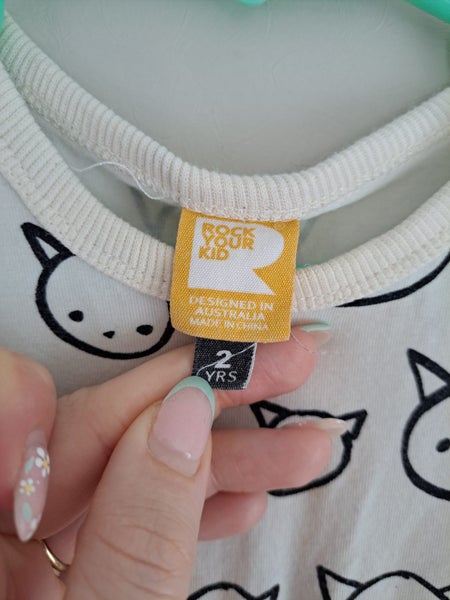 ROCK
YOUR
KID
DESIGNED IN
AUSTRALIA
MADE IN CHINA
2
YRS